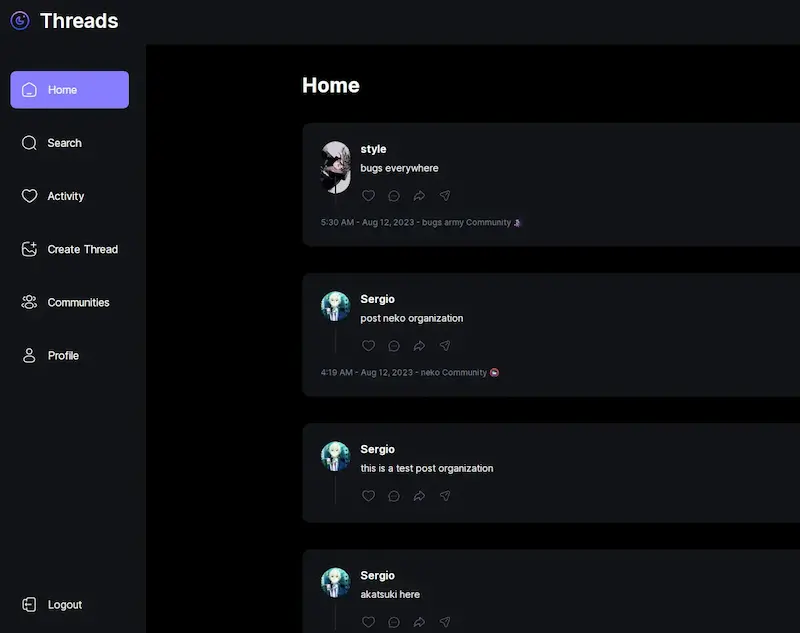 Threads
Home
Search
Activity
Create Thread
Communities
Profile
Logout
Home
style
bugs everywhere
5:30 AM - Aug 12, 2023 - bugs army Community
Sergio
post neko organization
4:19 AM - Aug 12, 2023 - neko Community
Sergio
this is a test post organization
Sergio
akatsuki here